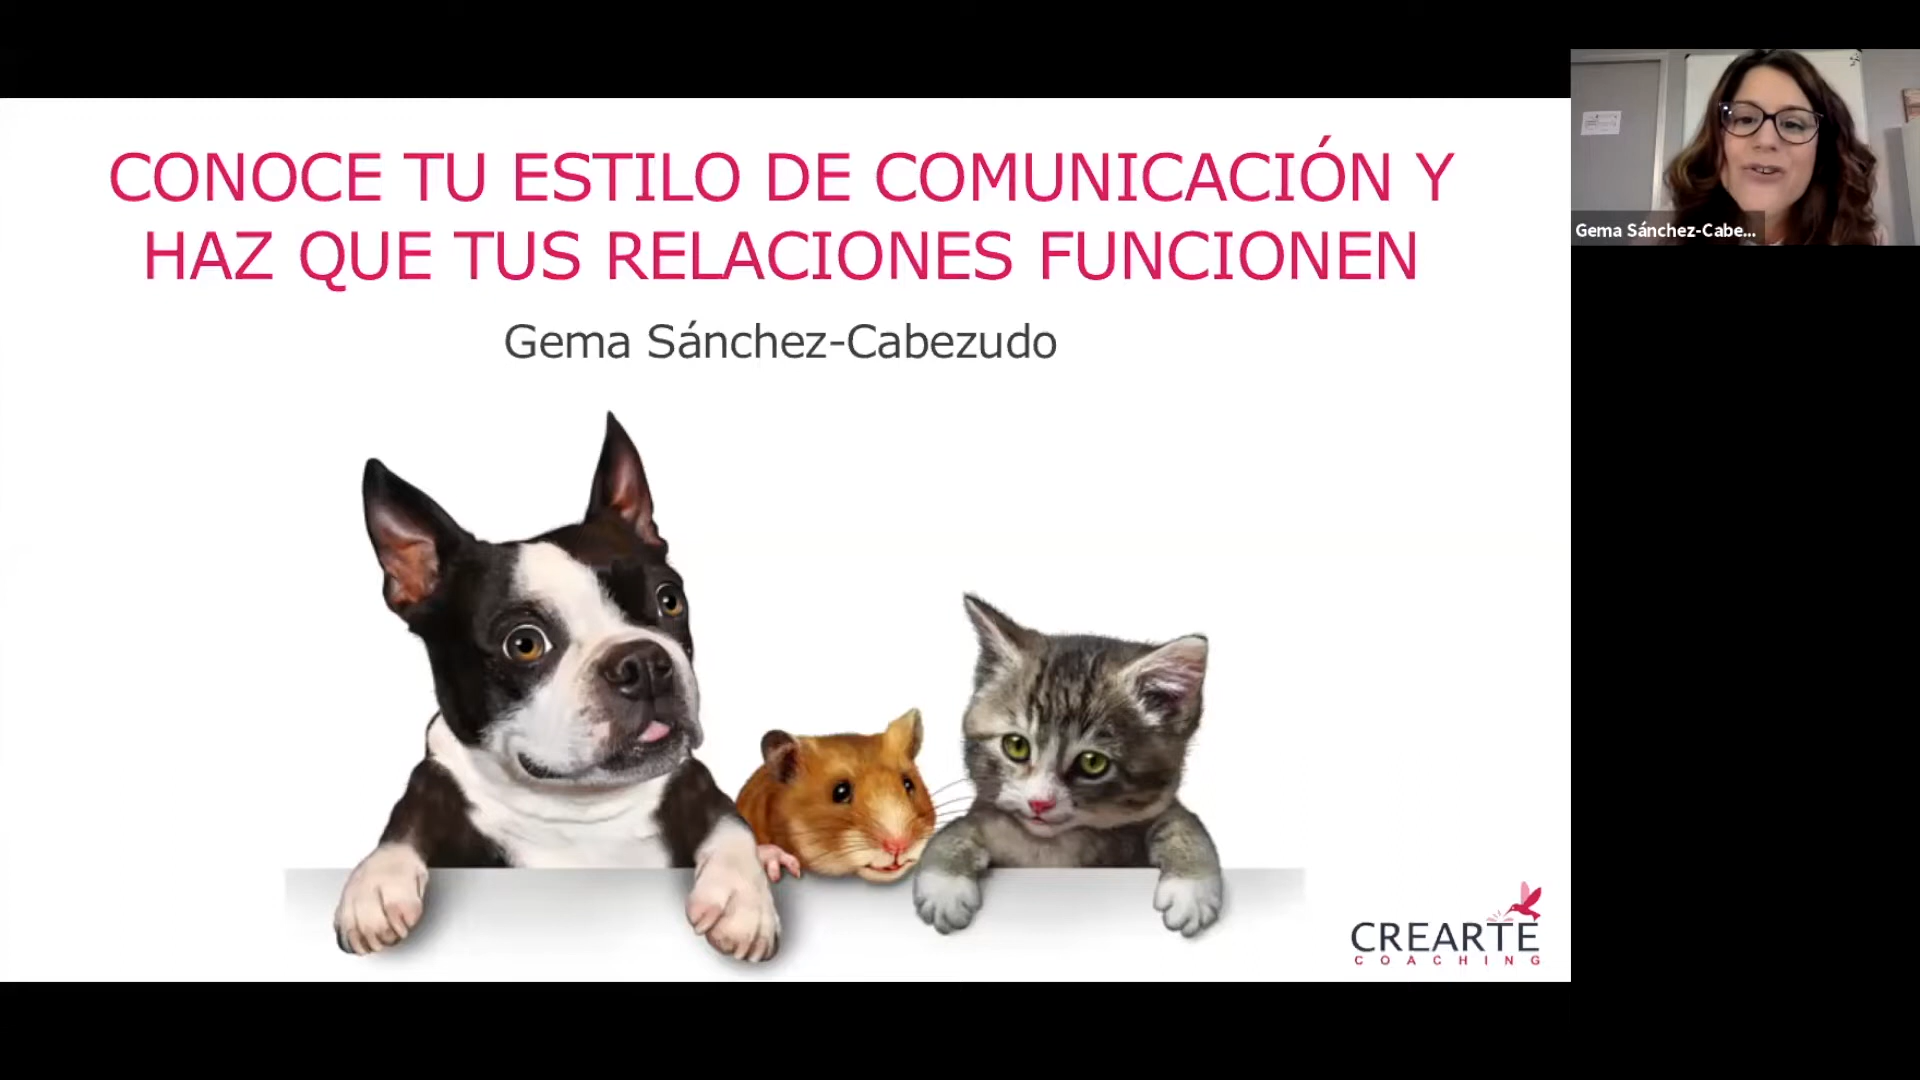 CONOCE TU ESTILO DE COMUNICACIÓN Y
HAZ QUE TUS RELACIONES FUNCIONEN
Gema Sánchez-Cabezudo
Gema Sánchez-Cabe...
CREARTE
COACHING